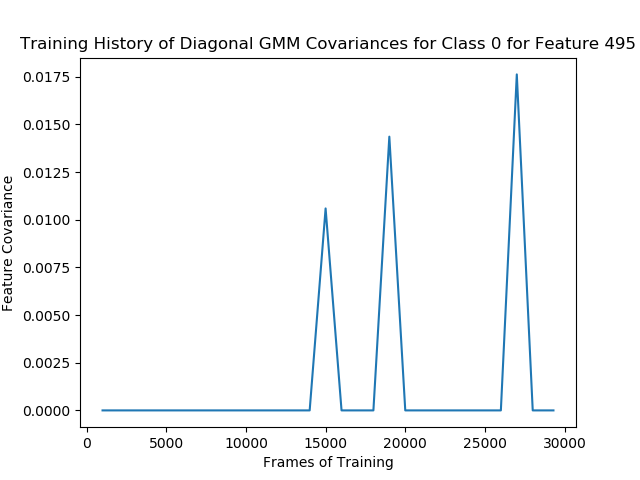 Training History of Diagonal GMM Covariances for Class 0 for Feature 495
0.0175
0.0150
0.0125
0.0100
0.0075
0.0050
0.0025
0.0000
Feature Covariance
0 5000 10000 15000 20000 25000 30000
Frames of Training